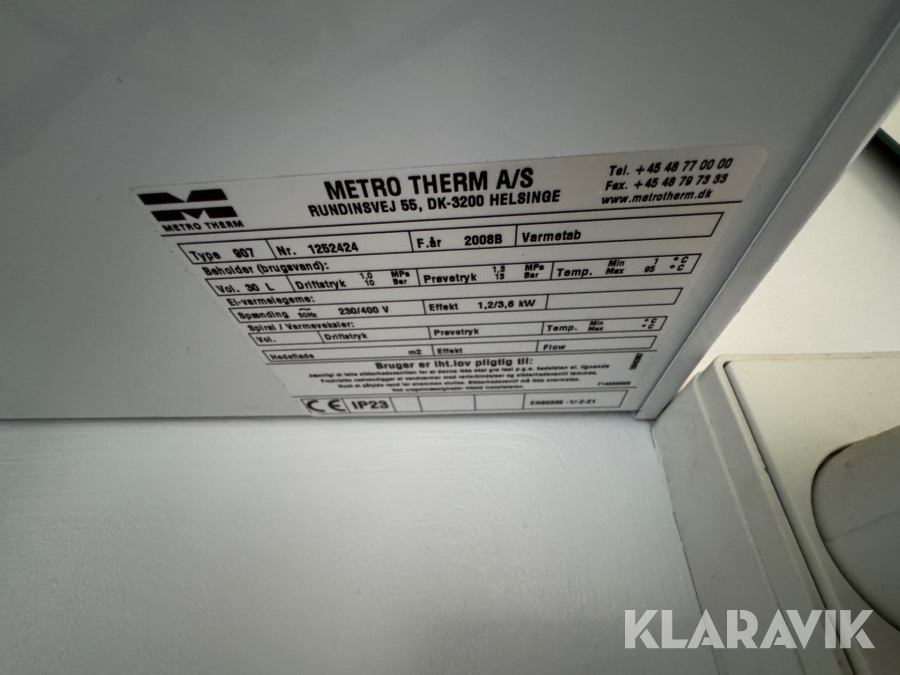 METRO THERM
METRO THERM A/S
RUNDINSVEJ 55, DK-3200 HELSINGE
Tel. +45 48 77 00 00
Fax. +45 48 79 73 33
www.metrotherm.dk
Type 907 Nr. 1252424 F.år 2008B Varmetab
Beholder (brugsvand):
Vol. 30 L Driftstryk 1,0 MPa 10 Bar Prøvetryk 1,3 MPa 13 Bar Temp. Min 1 °C Max 95 °C
El-varmelegeme:
Spænding 50Hz 230/400 V Effekt 1,2/3,6 kW
Spiral / Varmeveksler:
Vol. Driftstryk Prøvetryk Temp. Min °C Max °C
Hedeflade m2 Effekt Flow
Bruger er iht.lov pligtig til:
CE IP23
KLARAVIK